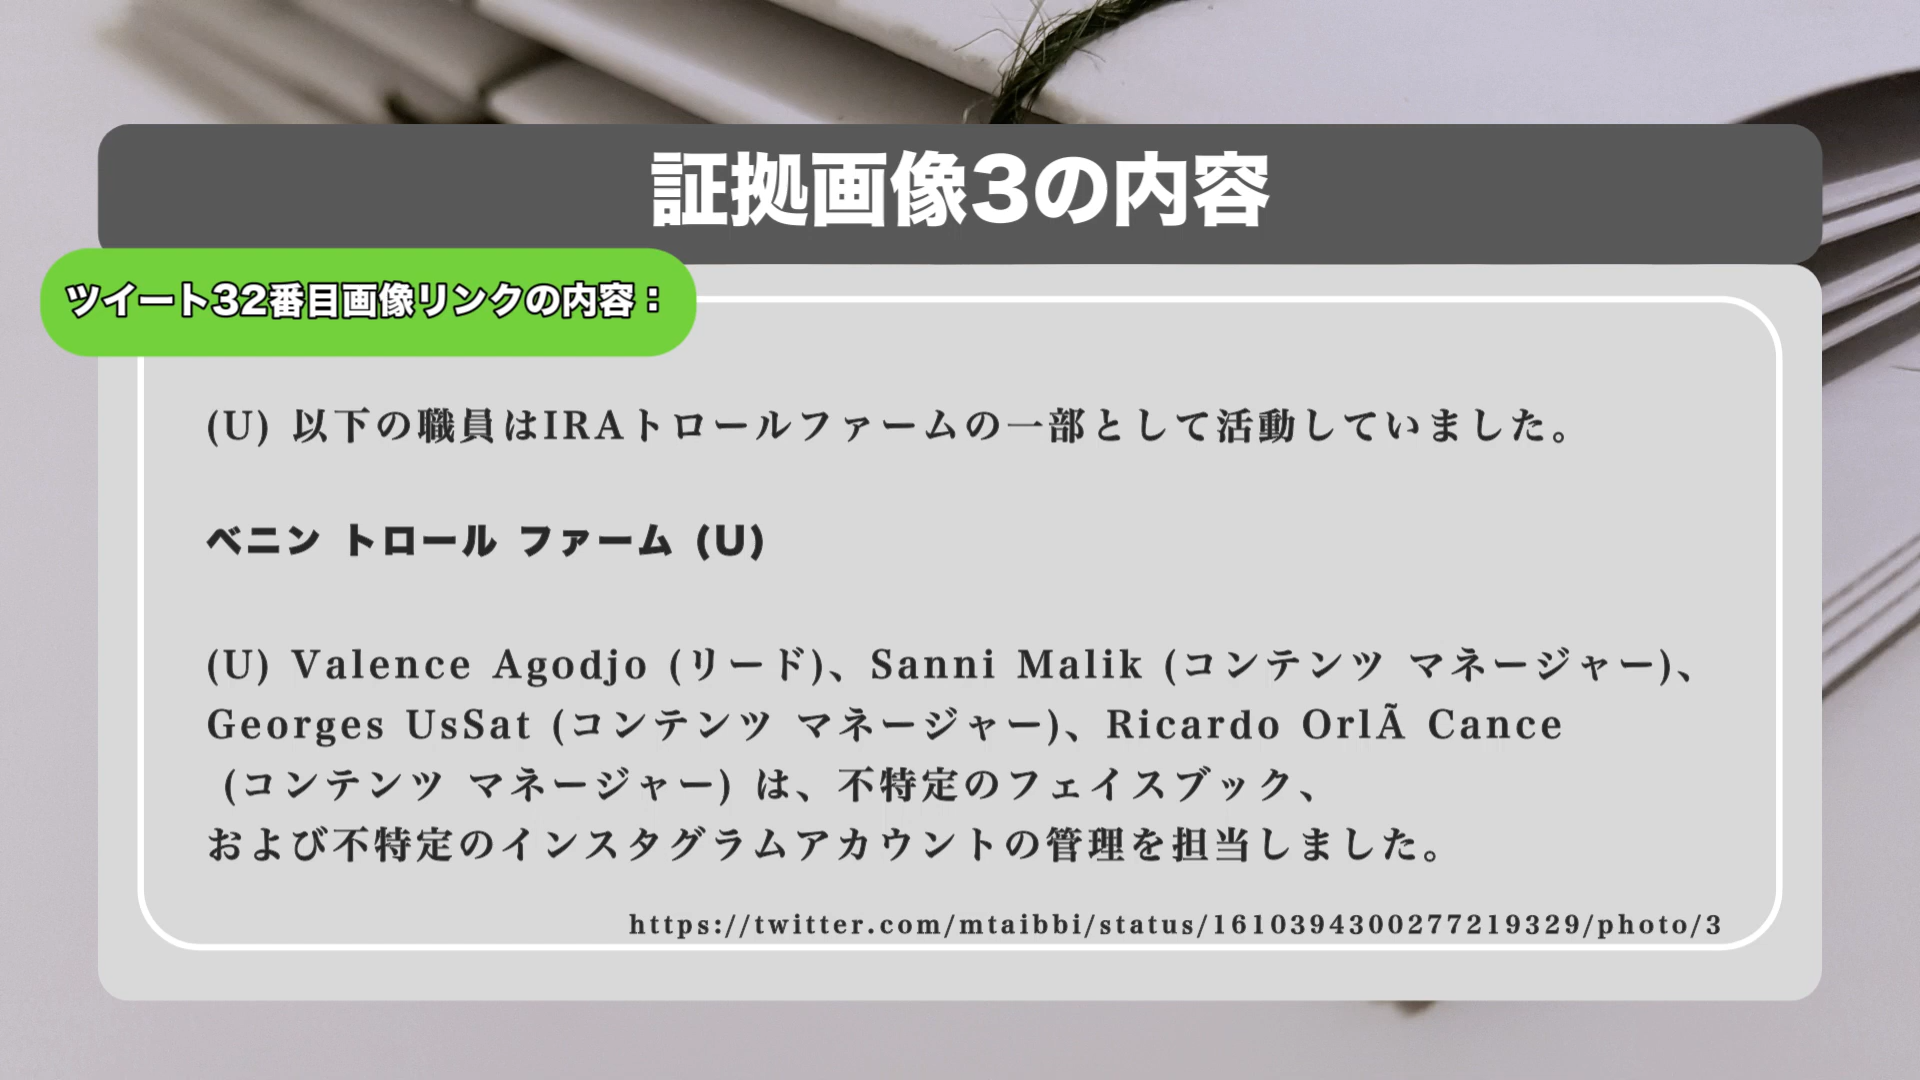 証拠画像3の内容
ツイート32番目画像リンクの内容：
(U) 以下の職員はIRAトロールファームの一部として活動していました。
ベニン トロール ファーム (U)
(U) Valence Agodjo (リード)、Sanni Malik (コンテンツ マネージャー)、
Georges UsSat (コンテンツ マネージャー)、Ricardo OrlÃ Cance
(コンテンツ マネージャー) は、不特定のフェイスブック、
および不特定のインスタグラムアカウントの管理を担当しました。
https://twitter.com/mtaibbi/status/1610394300277219329/photo/3